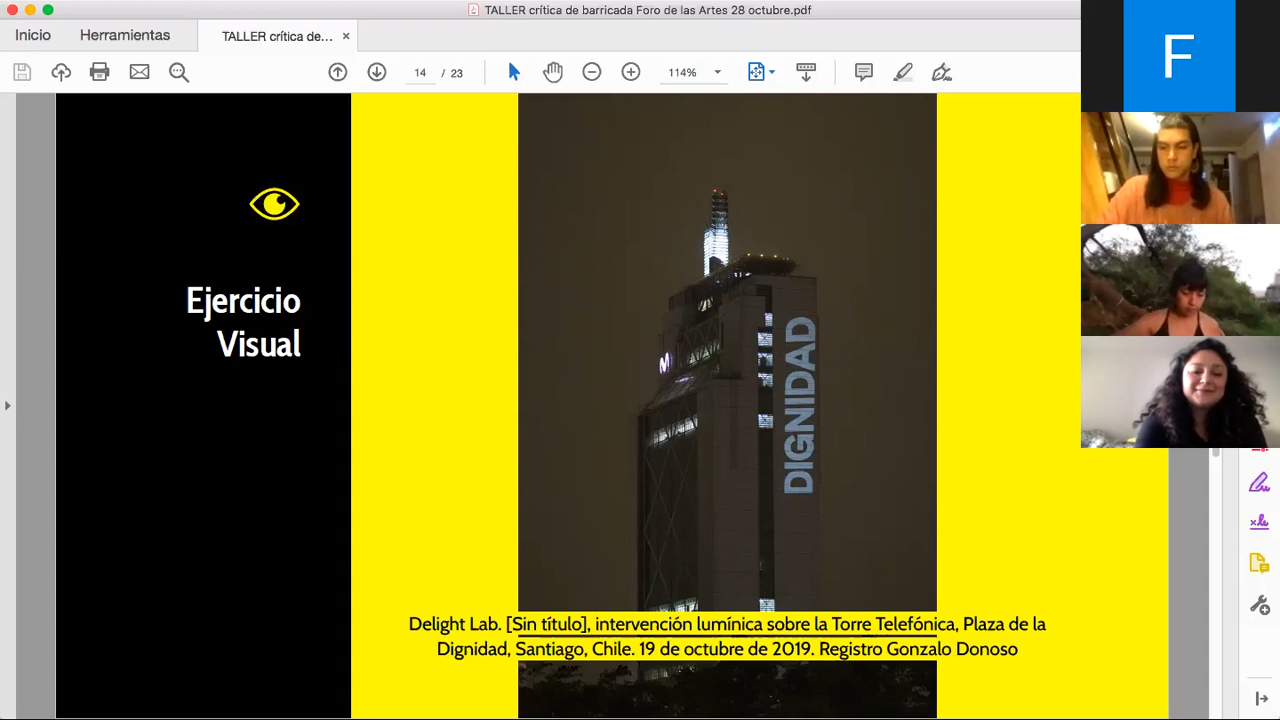 TALLER crítica de barricada Foro de las Artes 28 octubre.pdf
Inicio
Herramientas
TALLER crítica de... ×
14 / 23
114%
F
Ejercicio
Visual
DIGNIDAD
Delight Lab. [Sin título], intervención lumínica sobre la Torre Telefónica, Plaza de la
Dignidad, Santiago, Chile. 19 de octubre de 2019. Registro Gonzalo Donoso